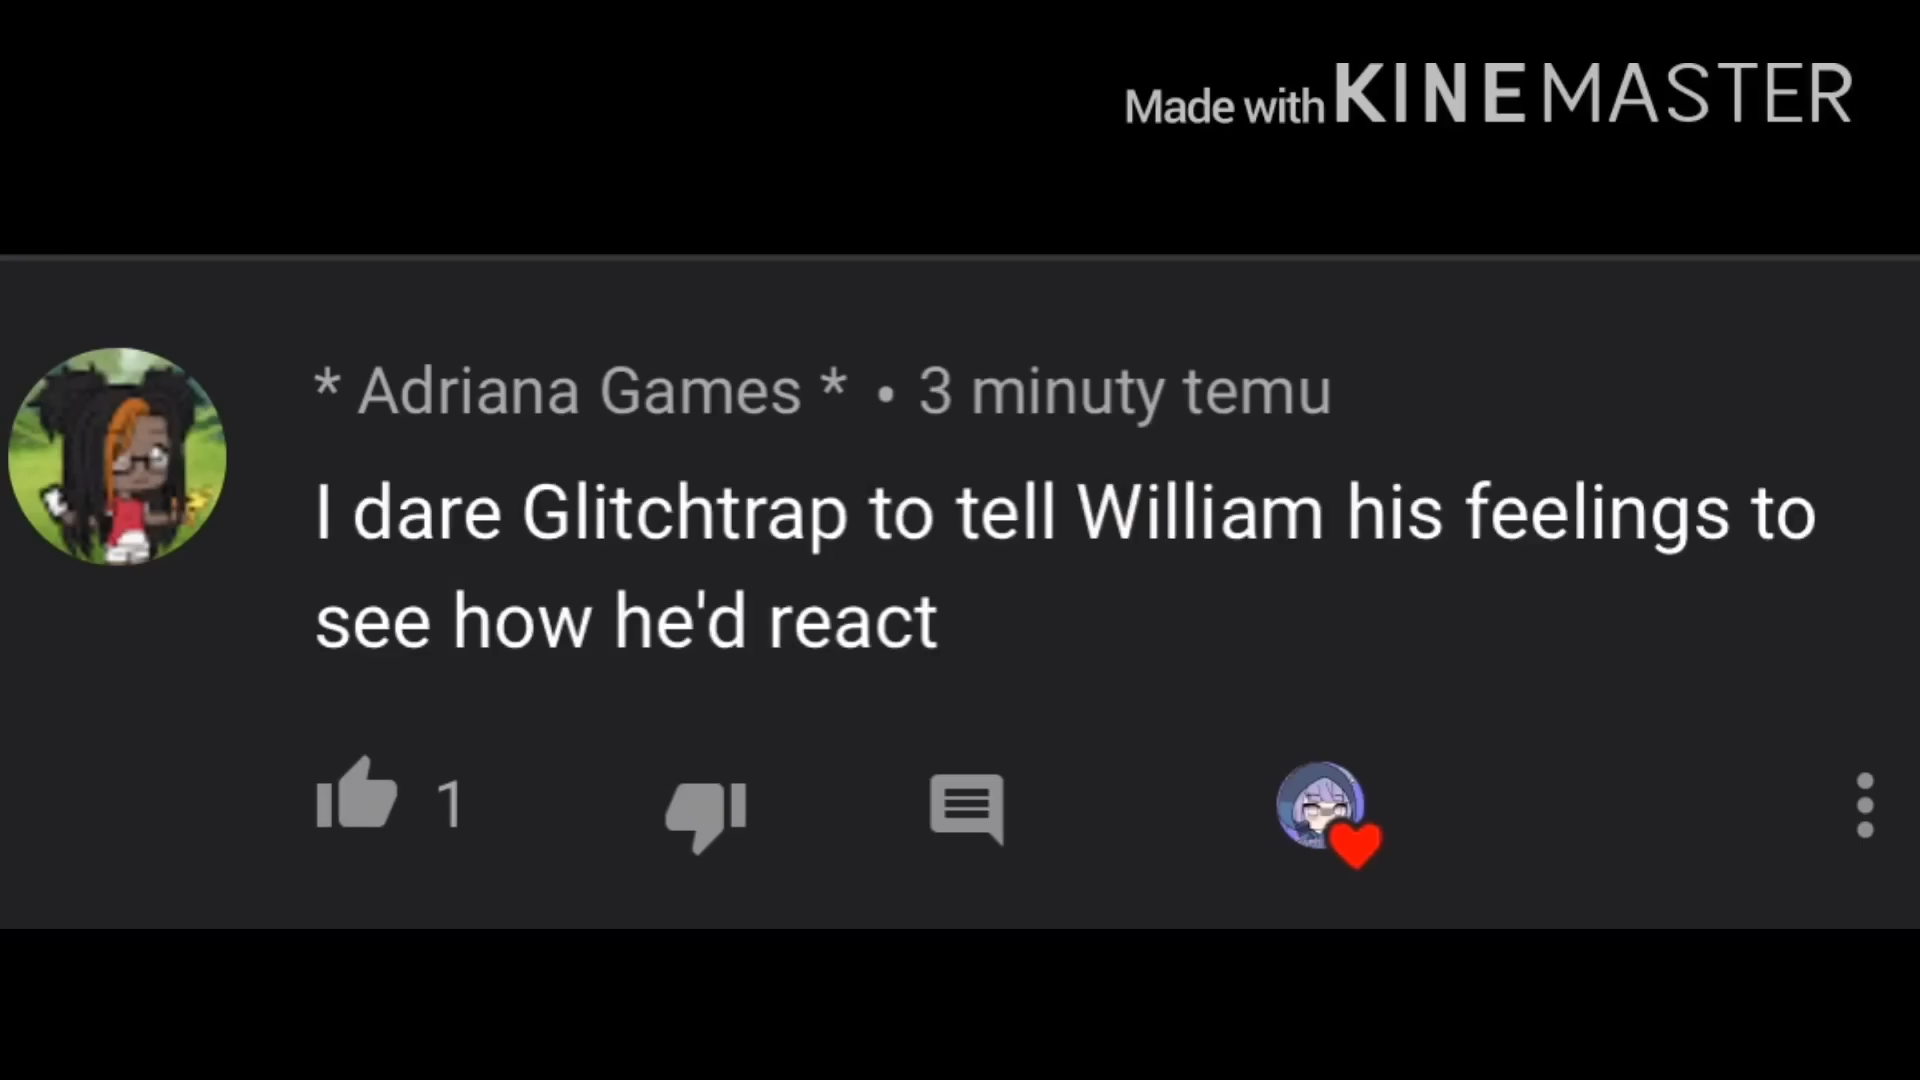 Made with KINEMASTER
* Adriana Games * • 3 minuty temu
I dare Glitchtrap to tell William his feelings to
see how he'd react
1